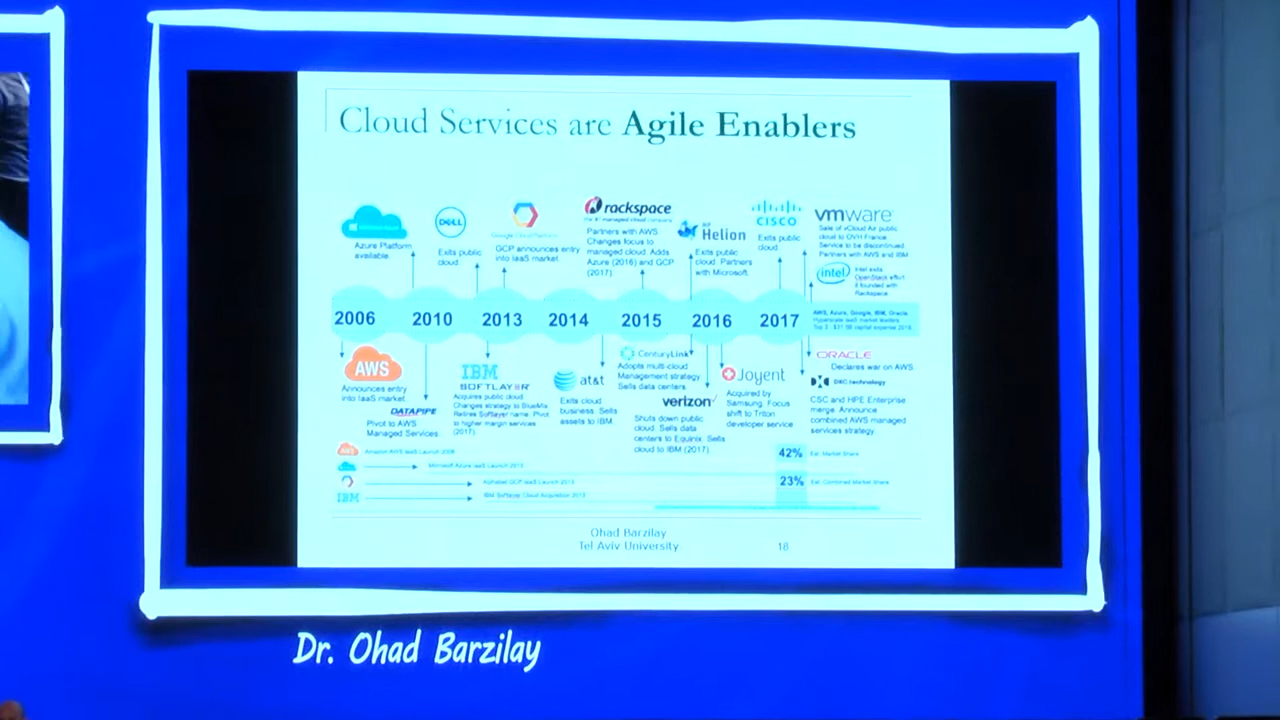 Cloud Services are Agile Enablers
Microsoft Azure
Azure Platform
available.
DELL
Exits public
cloud.
Google Cloud Platform
GCP announces entry
into IaaS market.
rackspace
the #1 managed cloud company
Partners with AWS.
Changes focus to
managed cloud. Adds
Azure (2016) and GCP
(2017)
HP Helion
Exits public
cloud. Partners
with Microsoft.
CISCO
Exits public
cloud.
vmware
Sale of vCloud Air public
cloud to OVH France.
Service to be discontinued
Partners with AWS and IBM
intel
Intel exits
OpenStack effort
it founded with
Rackspace.
2006 2010 2013 2014 2015 2016 2017
AWS, Azure, Google, IBM, Oracle.
Hyperscale IaaS market leaders
Top 3 : $31.5B capital expense 2016
AWS
Announces entry
into IaaS market.
DATAPIPE
Pivot to AWS
Managed Services.
IBM
SOFTLAYER
Acquires public cloud.
Changes strategy to BlueMix
Retires Softlayer name. Pivot
to higher margin services
(2017).
at&t
Exits cloud
business. Sells
assets to IBM.
CenturyLink
Adopts multi-cloud
Management strategy
Sells data centers.
verizon
Shuts down public
cloud. Sells data
centers to Equinix. Sells
cloud to IBM (2017)
Joyent
Acquired by
Samsung. Focus
shift to Triton
developer service
ORACLE
Declares war on AWS
DXC.technology
CSC and HPE Enterprise
merge. Announce
combined AWS managed
services strategy.
AWS Amazon AWS IaaS Launch 2006
Microsoft Azure IaaS Launch 2010
Alphabet GCP IaaS Launch 2013
IBM IBM Softlayer Cloud Acquisition 2013
42% Est. Market Share
23% Est. Combined Market Share
Ohad Barzilay
Tel Aviv University 18
Dr. Ohad Barzilay